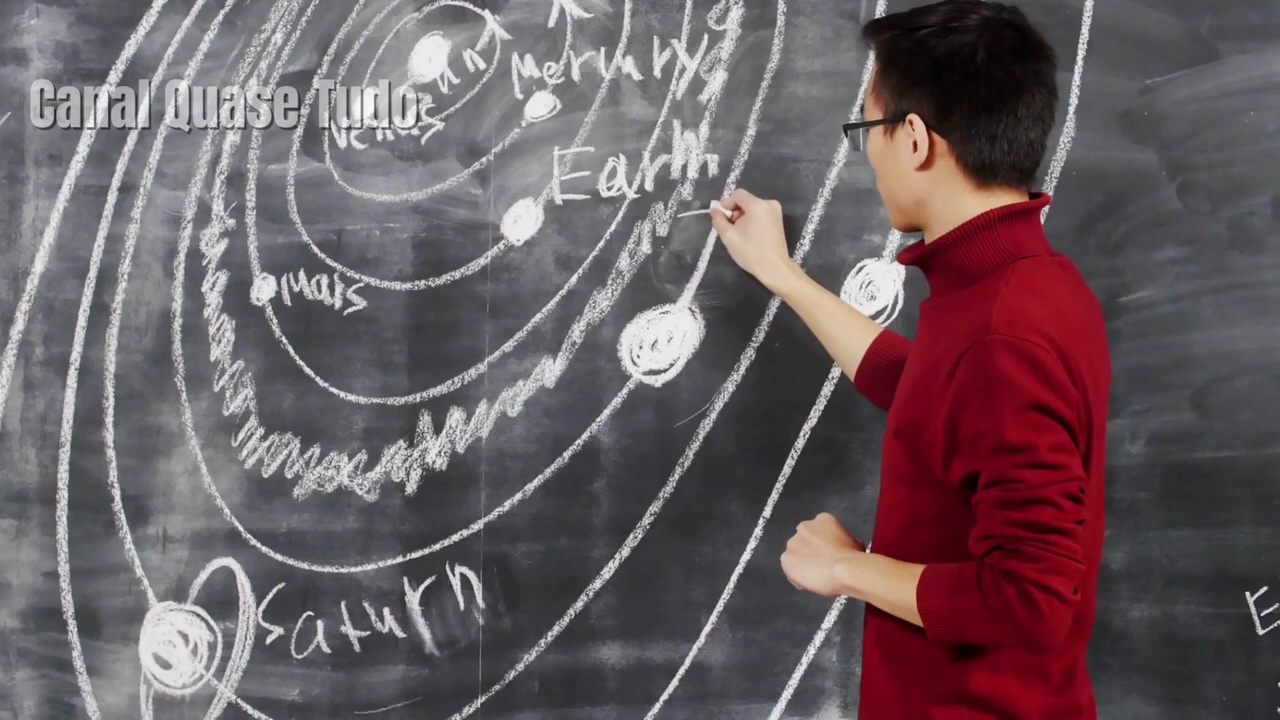 Sun
Mercury
Canal Quase Tudo
Venus
Earth
Mars
Saturn